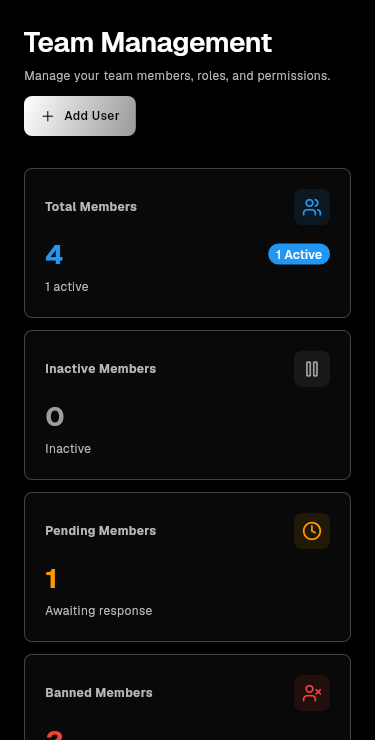 Team Management
Manage your team members, roles, and permissions.
Add User
Total Members
4
1 Active
1 active
Inactive Members
0
Inactive
Pending Members
1
Awaiting response
Banned Members